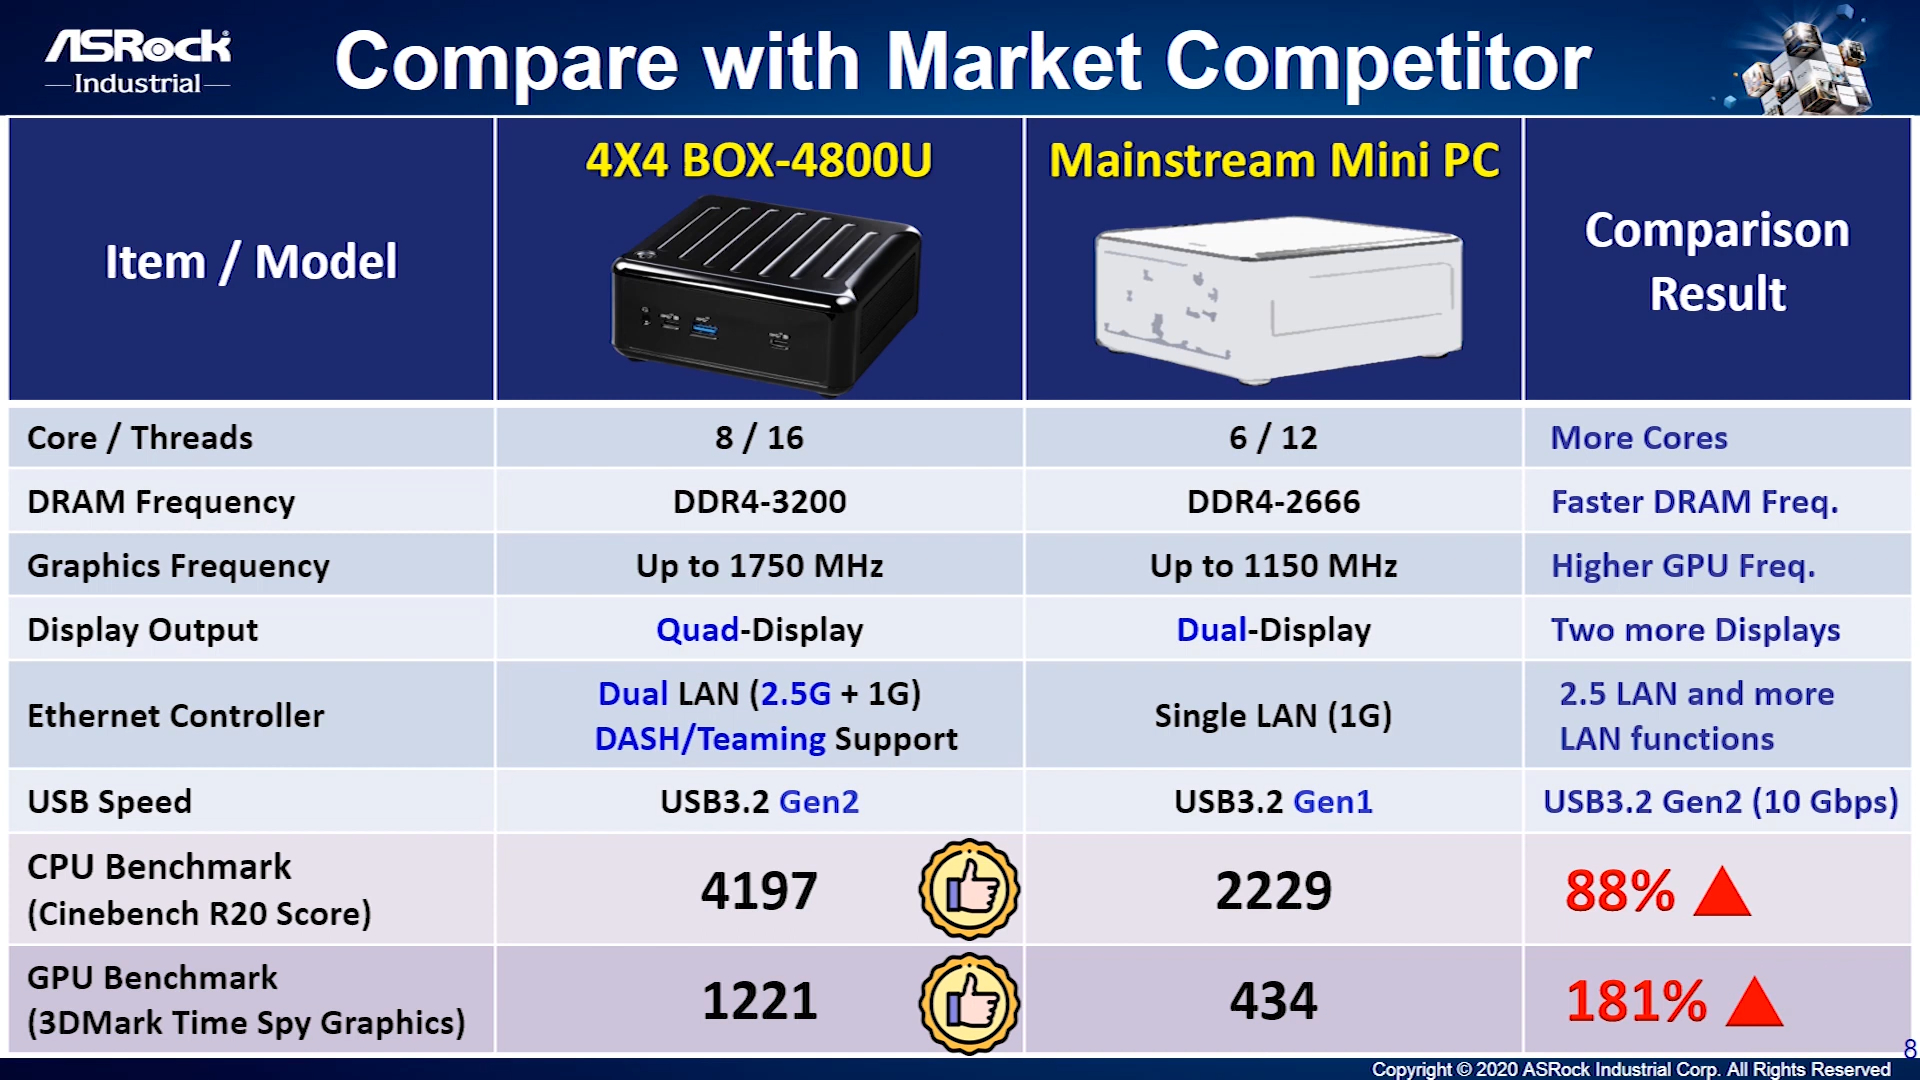 ASRock
Industrial
Compare with Market Competitor
Item / Model
4X4 BOX-4800U
Mainstream Mini PC
Comparison
Result
Core / Threads
8 / 16
6 / 12
More Cores
DRAM Frequency
DDR4-3200
DDR4-2666
Faster DRAM Freq.
Graphics Frequency
Up to 1750 MHz
Up to 1150 MHz
Higher GPU Freq.
Display Output
Quad-Display
Dual-Display
Two more Displays
Ethernet Controller
Dual LAN (2.5G + 1G)
DASH/Teaming Support
Single LAN (1G)
2.5 LAN and more
LAN functions
USB Speed
USB3.2 Gen2
USB3.2 Gen1
USB3.2 Gen2 (10 Gbps)
CPU Benchmark
(Cinebench R20 Score)
4197
2229
88%
GPU Benchmark
(3DMark Time Spy Graphics)
1221
434
181%
8
Copyright © 2020 ASRock Industrial Corp. All Rights Reserved